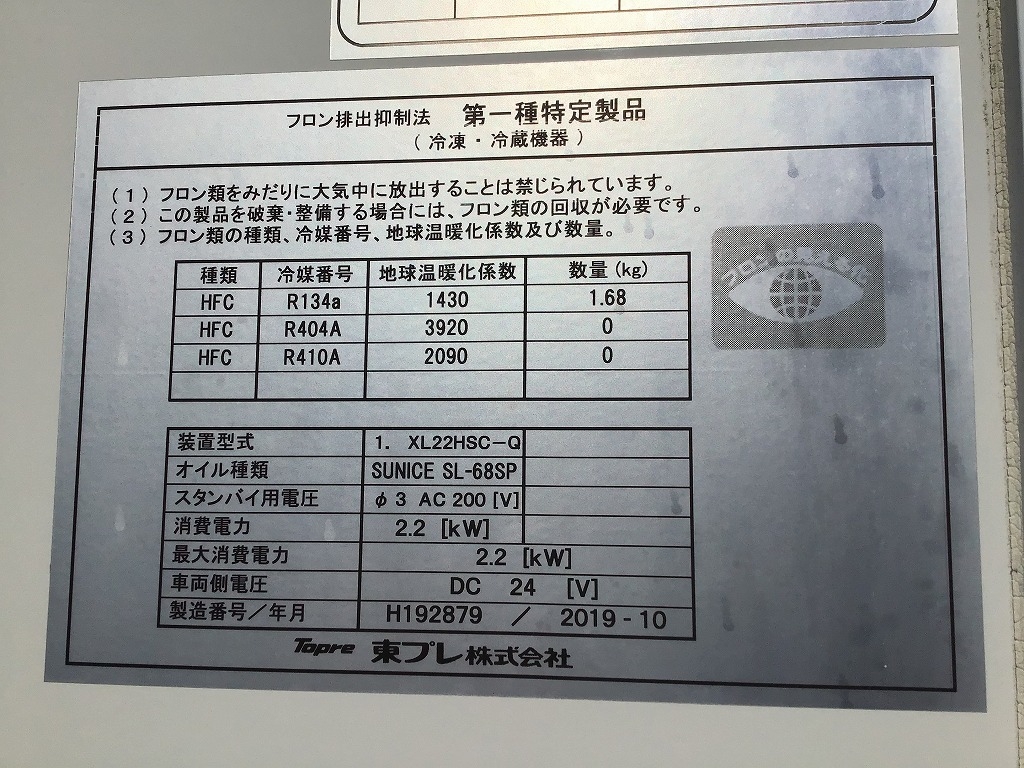 フロン排出抑制法 第一種特定製品
(冷凍・冷蔵機器)
(1) フロン類をみだりに大気中に放出することは禁じられています。
(2) この製品を破棄・整備する場合には、フロン類の回収が必要です。
(3) フロン類の種類、冷媒番号、地球温暖化係数及び数量。
フロンの見える化
種類 冷媒番号 地球温暖化係数 数量(kg)
HFC R134a 1430 1.68
HFC R404A 3920 0
HFC R410A 2090 0
装置型式 1. XL22HSC-Q
オイル種類 SUNICE SL-68SP
スタンバイ用電圧 φ3 AC 200 [V]
消費電力 2.2 [kW]
最大消費電力 2.2 [kW]
車両側電圧 DC 24 [V]
製造番号/年月 H192879 / 2019-10
Topre 東プレ株式会社